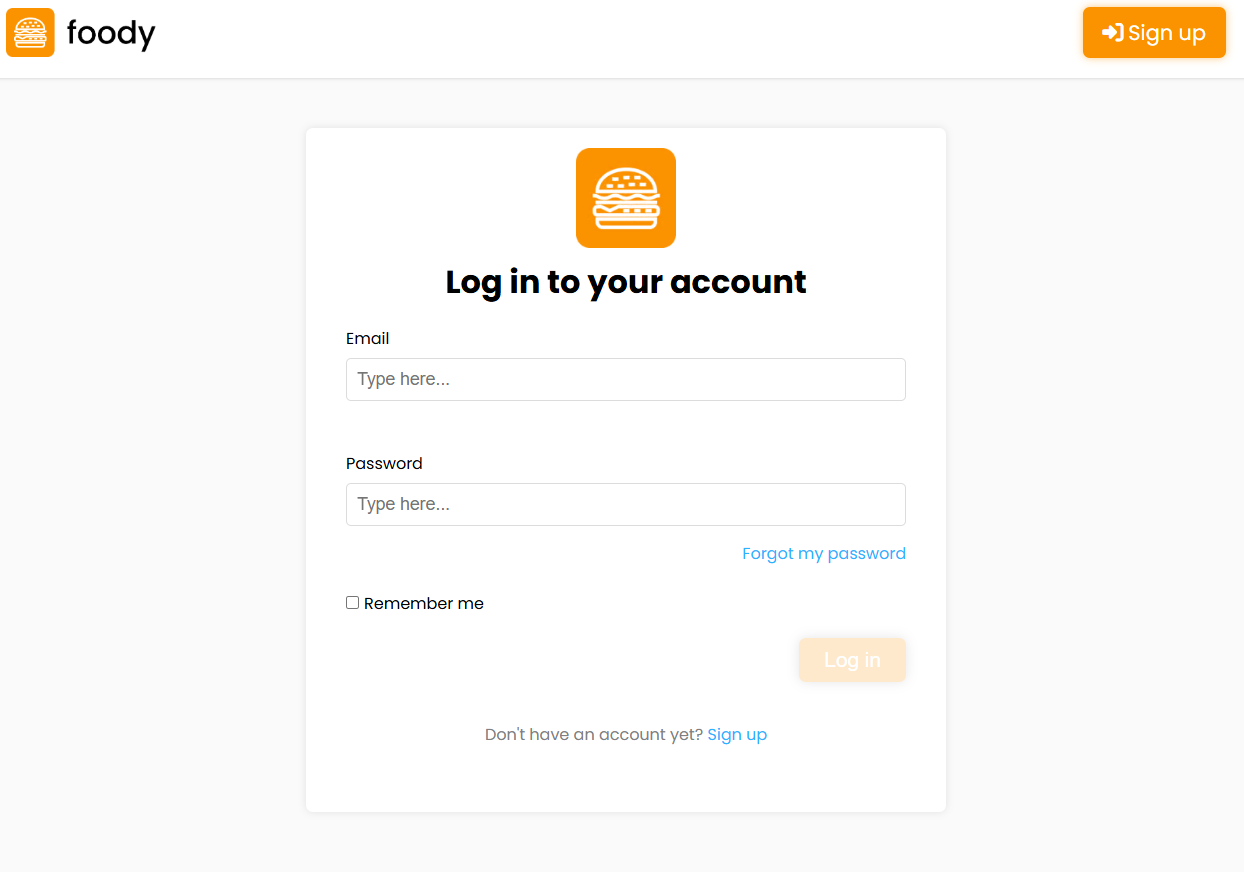 foody
Sign up
Log in to your account
Email
Type here...
Password
Type here...
Forgot my password
Remember me
Log in
Don't have an account yet? Sign up